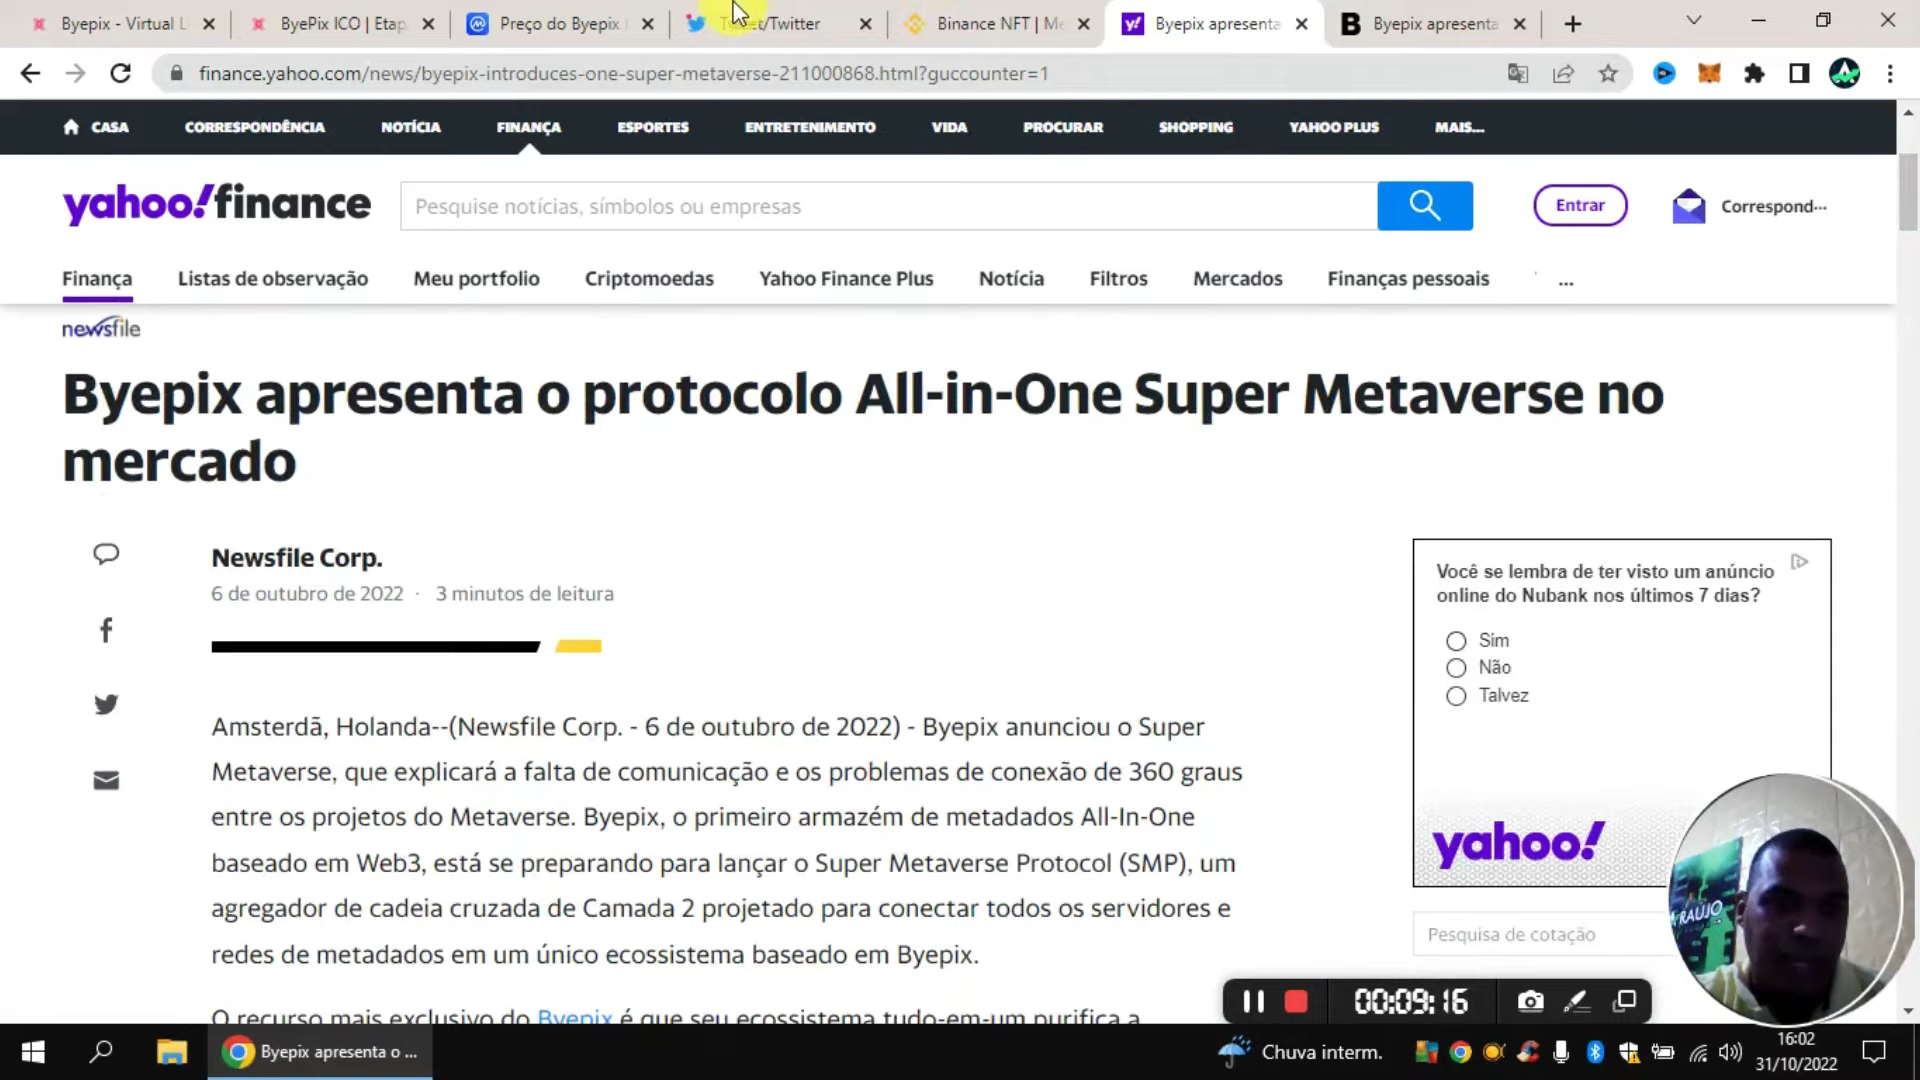 Byepix - Virtual L
ByePix ICO | Etap
Preço do Byepix
et/Twitter
Binance NFT | Me
Byepix apresenta
Byepix apresenta
finance.yahoo.com/news/byepix-introduces-one-super-metaverse-211000868.html?guccounter=1
CASA
CORRESPONDÊNCIA
NOTÍCIA
FINANÇA
ESPORTES
ENTRETENIMENTO
VIDA
PROCURAR
SHOPPING
YAHOO PLUS
MAIS...
yahoo!finance
Pesquise notícias, símbolos ou empresas
Entrar
Correspond...
Finança
Listas de observação
Meu portfolio
Criptomoedas
Yahoo Finance Plus
Notícia
Filtros
Mercados
Finanças pessoais
...
newsfile
Byepix apresenta o protocolo All-in-One Super Metaverse no
mercado
Newsfile Corp.
6 de outubro de 2022 · 3 minutos de leitura
Amsterdã, Holanda--(Newsfile Corp. - 6 de outubro de 2022) - Byepix anunciou o Super
Metaverse, que explicará a falta de comunicação e os problemas de conexão de 360 graus
entre os projetos do Metaverse. Byepix, o primeiro armazém de metadados All-In-One
baseado em Web3, está se preparando para lançar o Super Metaverse Protocol (SMP), um
agregador de cadeia cruzada de Camada 2 projetado para conectar todos os servidores e
redes de metadados em um único ecossistema baseado em Byepix.
O recurso mais exclusivo do Byepix é que seu ecossistema tudo-em-um purifica a
Você se lembra de ter visto um anúncio
online do Nubank nos últimos 7 dias?
Sim
Não
Talvez
yahoo!
Pesquisa de cotação
ARAÚJO
00:09:16
Byepix apresenta o ...
Chuva interm.
16:02
31/10/2022